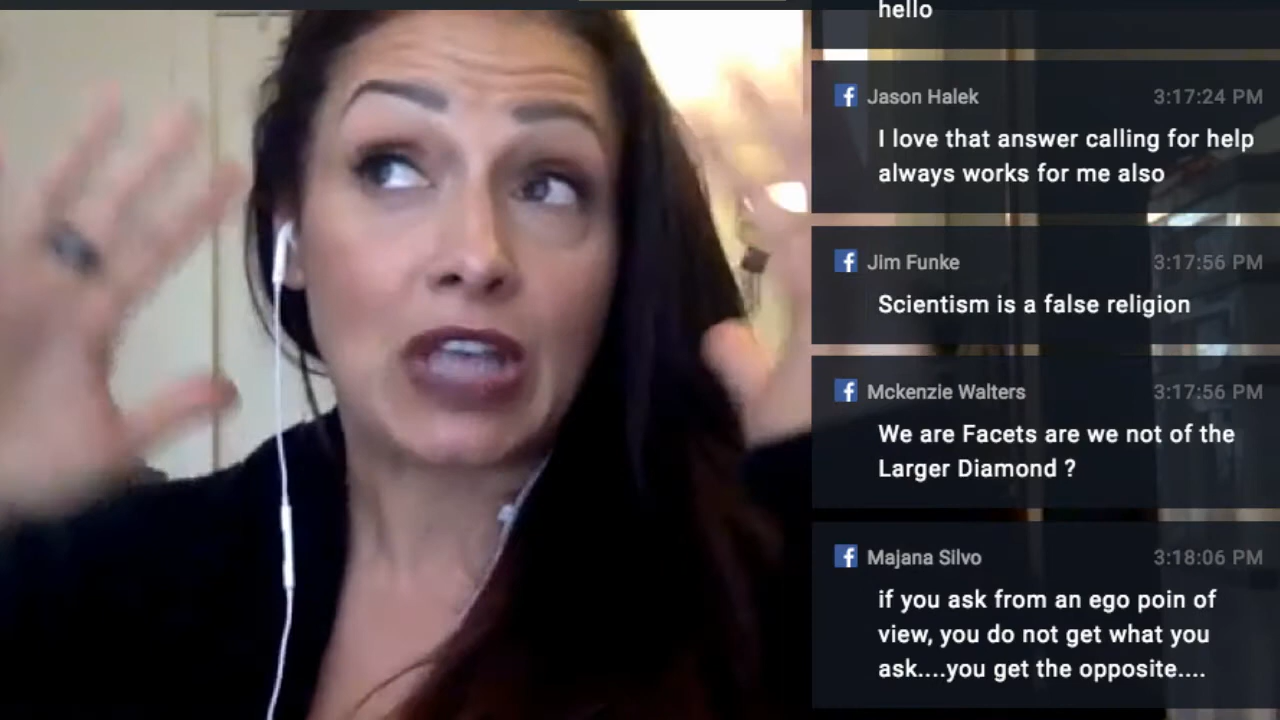 hello
Jason Halek 3:17:24 PM
I love that answer calling for help
always works for me also
Jim Funke 3:17:56 PM
Scientism is a false religion
Mckenzie Walters 3:17:56 PM
We are Facets are we not of the
Larger Diamond ?
Majana Silvo 3:18:06 PM
if you ask from an ego poin of
view, you do not get what you
ask....you get the opposite....